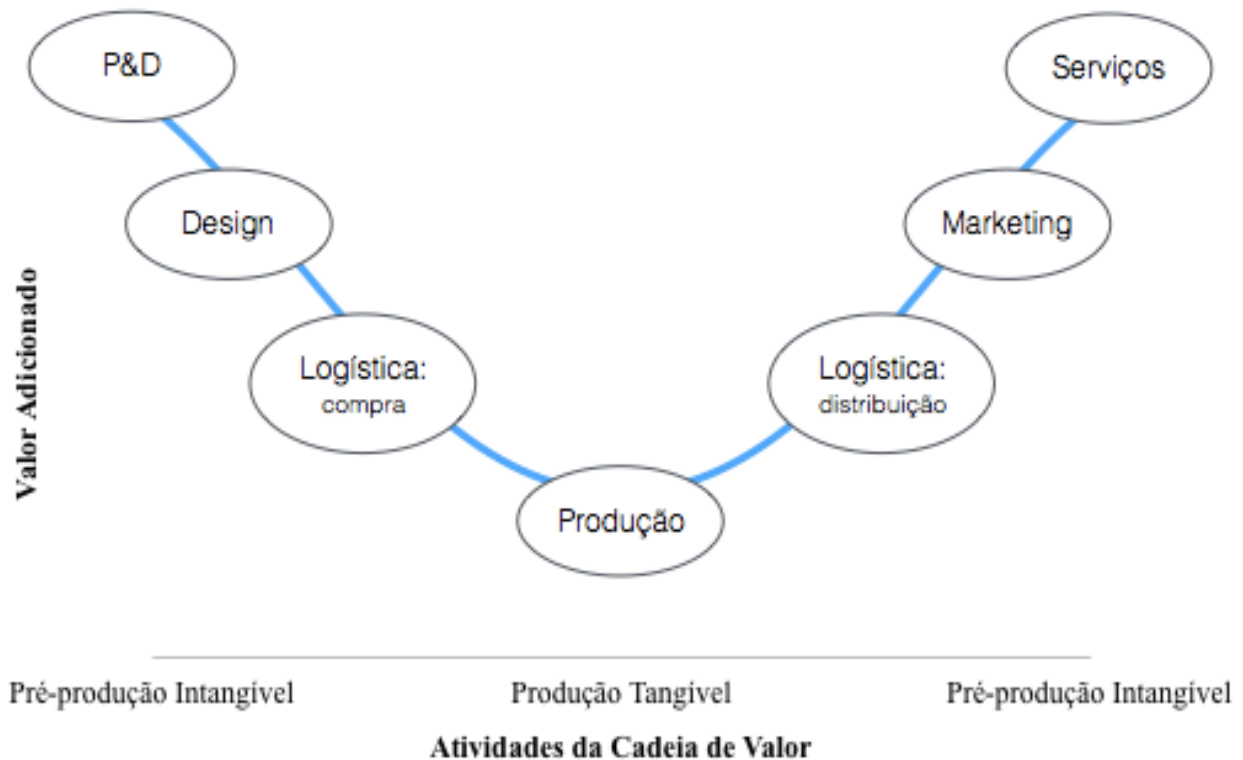 P&D
Serviços
Design
Marketing
Valor Adicionado
Logística:
compra
Logística:
distribuição
Produção
Pré-produção Intangível
Produção Tangível
Pré-produção Intangível
Atividades da Cadeia de Valor